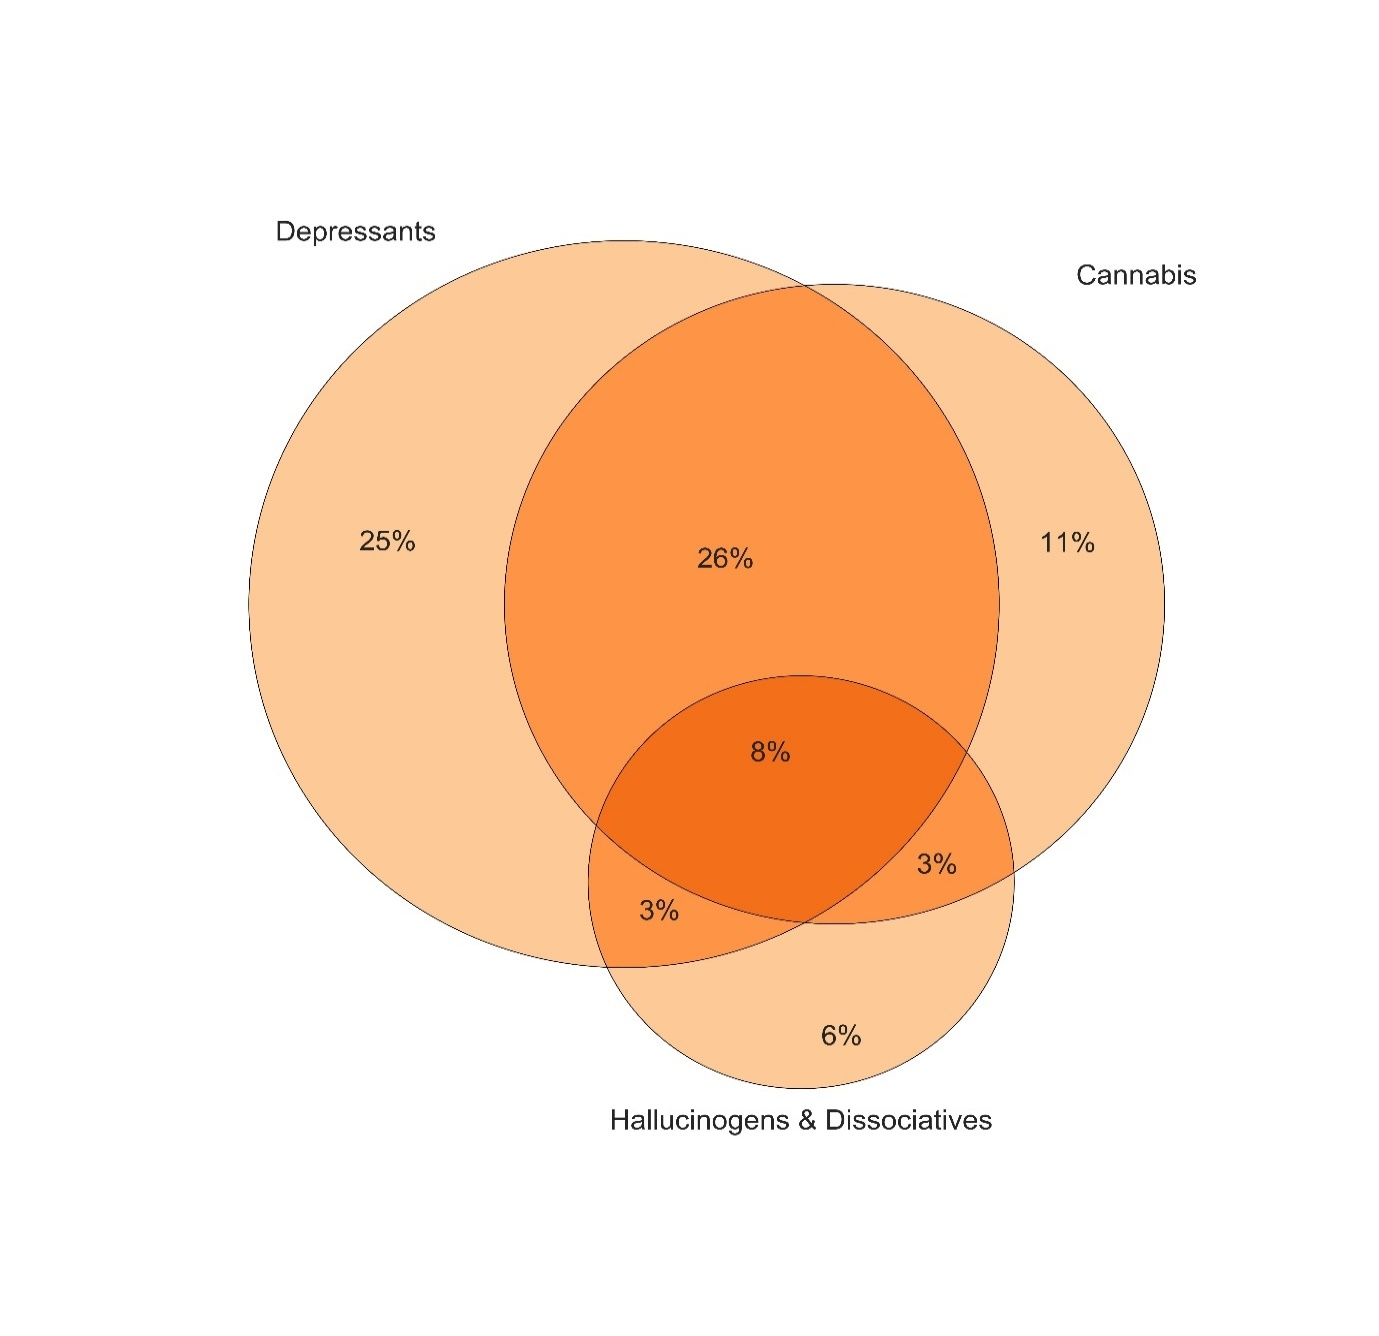 Depressants
Cannabis
25%
26%
11%
8%
3%
3%
6%
Hallucinogens & Dissociatives